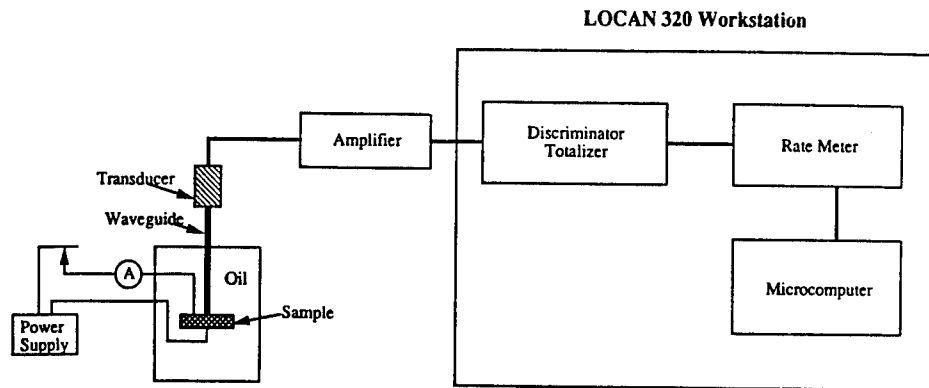 LOCAN 320 Workstation
Amplifier
Discriminator
Totalizer
Rate Meter
Transducer
Waveguide
A
Oil
Microcomputer
Sample
Power
Supply